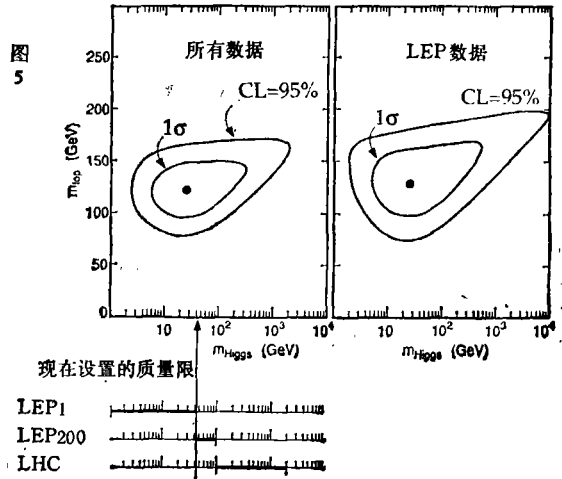 图
5
所有数据
LEP数据
CL=95%
1σ
CL=95%
1σ
m_top (GeV)
300
250
200
150
100
50
0
10
10²
10³
10⁴
m_Higgs (GeV)
10
10²
10³
10⁴
m_Higgs (GeV)
现在设置的质量限
LEP1
LEP200
LHC